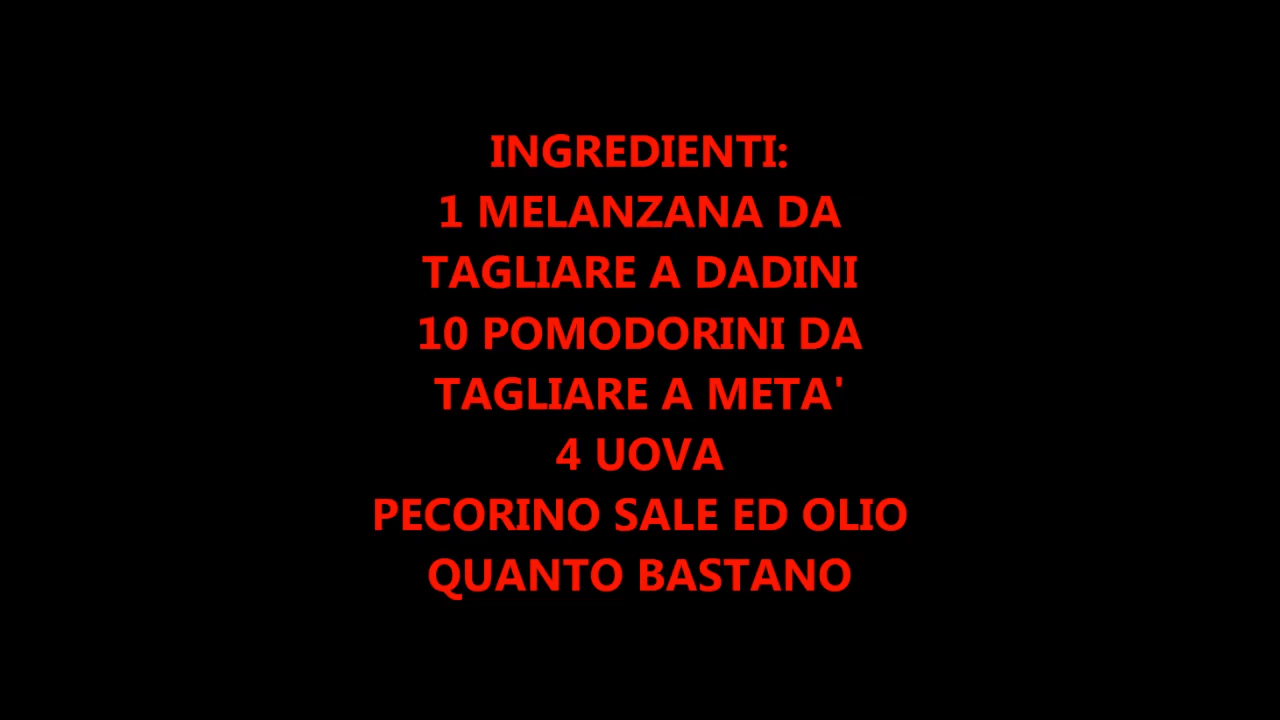 INGREDIENTI:
1 MELANZANA DA
TAGLIARE A DADINI
10 POMODORINI DA
TAGLIARE A META'
4 UOVA
PECORINO SALE ED OLIO
QUANTO BASTANO